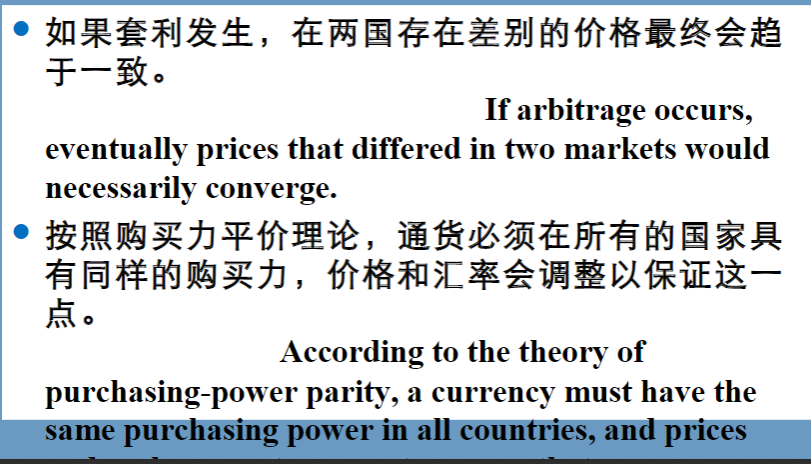 如果套利发生，在两国存在差别的价格最终会趋
于一致。
If arbitrage occurs,
eventually prices that differed in two markets would
necessarily converge.
按照购买力平价理论，通货必须在所有的国家具
有同样的购买力，价格和汇率会调整以保证这一
点。
According to the theory of
purchasing-power parity, a currency must have the
same purchasing power in all countries, and prices